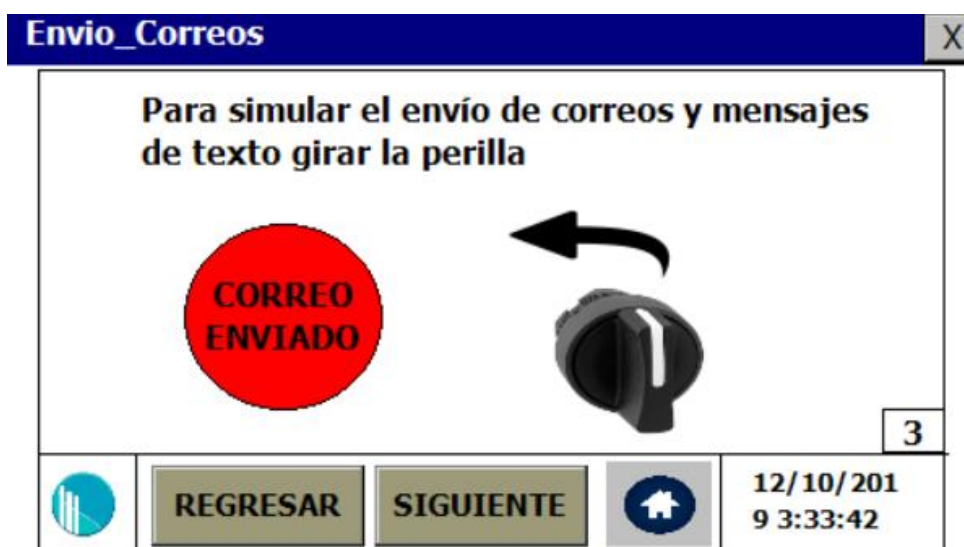 Envio_Correos
X
Para simular el envío de correos y mensajes
de texto girar la perilla
CORREO
ENVIADO
3
REGRESAR
SIGUIENTE
12/10/201
9 3:33:42